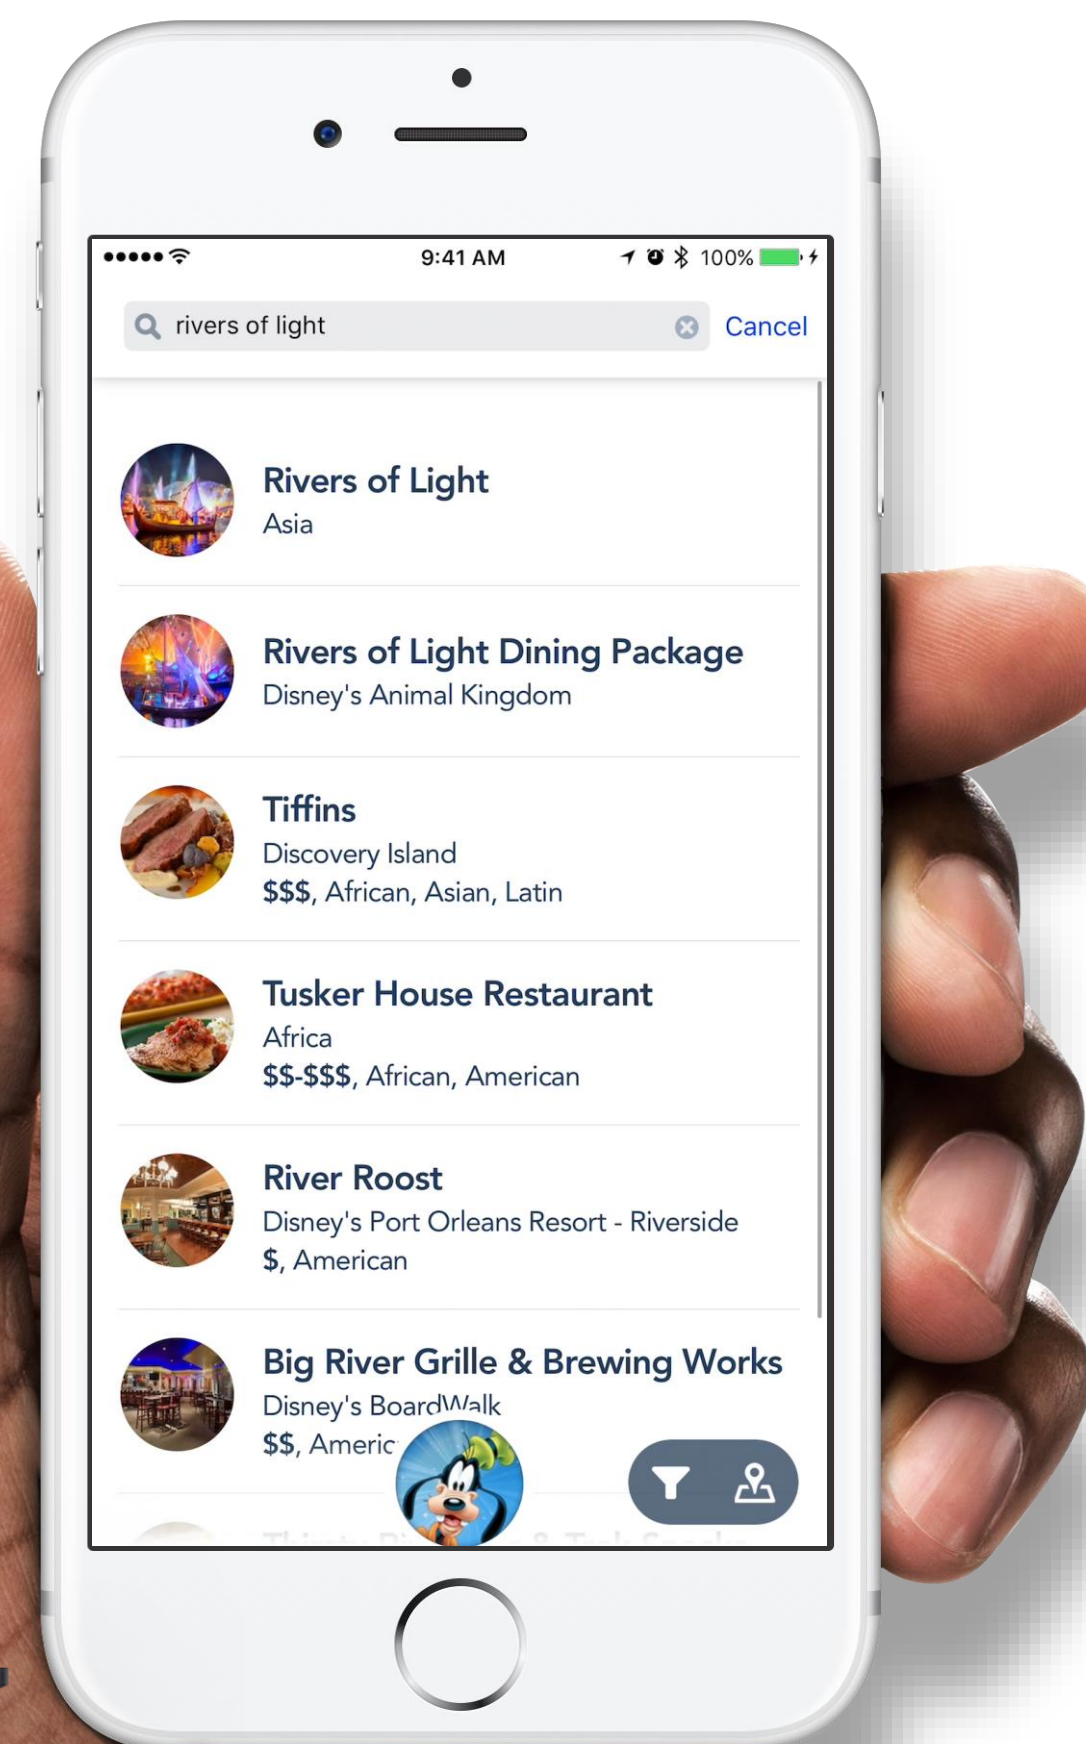 9:41 AM
100%
rivers of light
Cancel
Rivers of Light
Asia
Rivers of Light Dining Package
Disney's Animal Kingdom
Tiffins
Discovery Island
$$$, African, Asian, Latin
Tusker House Restaurant
Africa
$$-$$$, African, American
River Roost
Disney's Port Orleans Resort - Riverside
$, American
Big River Grille & Brewing Works
Disney's BoardWalk
$$, Americ